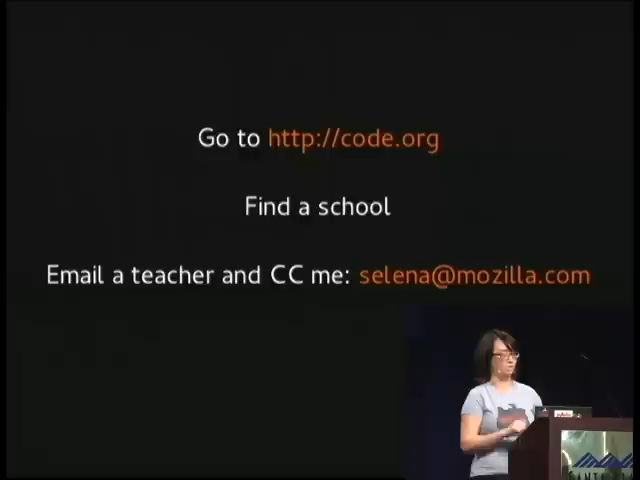 Go to http://code.org
Find a school
Email a teacher and CC me: selena@mozilla.com